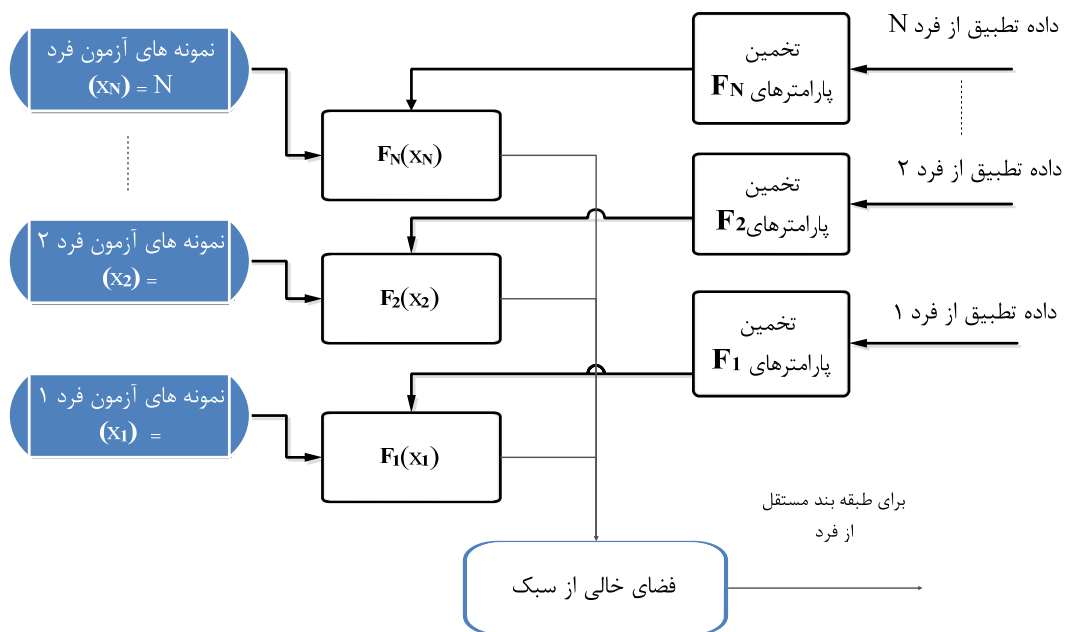 داده تطبیق از فرد N
تخمین
پارامترهای FN
نمونه های آزمون فرد
(xN) = N
FN(xN)
داده تطبیق از فرد ۲
تخمین
پارامترهایF2
نمونه های آزمون فرد ۲
(x2) =
F2(x2)
داده تطبیق از فرد ۱
تخمین
پارامترهای F1
نمونه های آزمون فرد ۱
(x1) =
F1(x1)
برای طبقه بند مستقل
از فرد
فضای خالی از سبک